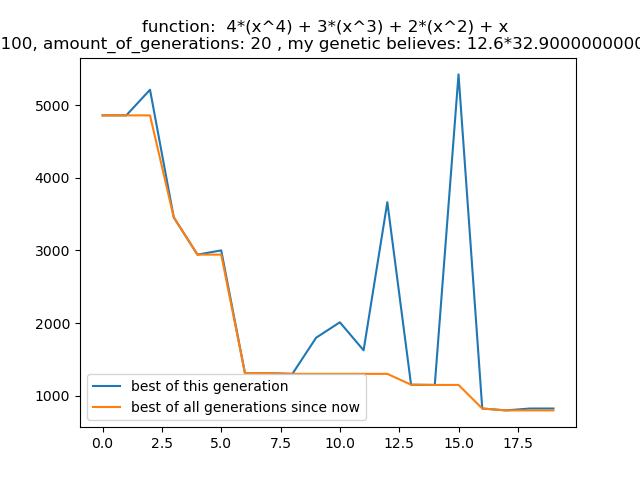 function: 4*(x^4) + 3*(x^3) + 2*(x^2) + x
100, amount_of_generations: 20 , my genetic believes: 12.6*32.9000000000
5000
4000
3000
2000
1000
best of this generation
best of all generations since now
0.0 2.5 5.0 7.5 10.0 12.5 15.0 17.5